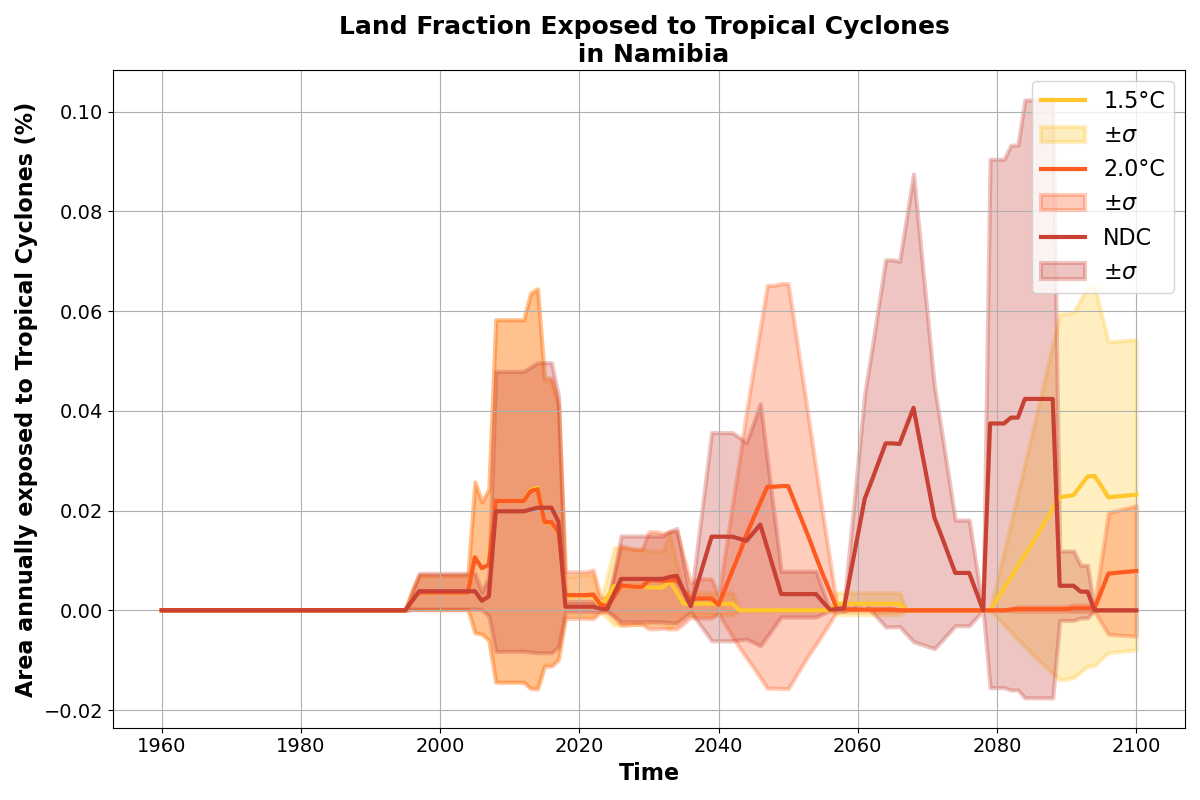 Land Fraction Exposed to Tropical Cyclones
in Namibia
Area annually exposed to Tropical Cyclones (%)
0.10
0.08
0.06
0.04
0.02
0.00
−0.02
1960
1980
2000
2020
2040
2060
2080
2100
Time
1.5°C
±σ
2.0°C
±σ
NDC
±σ